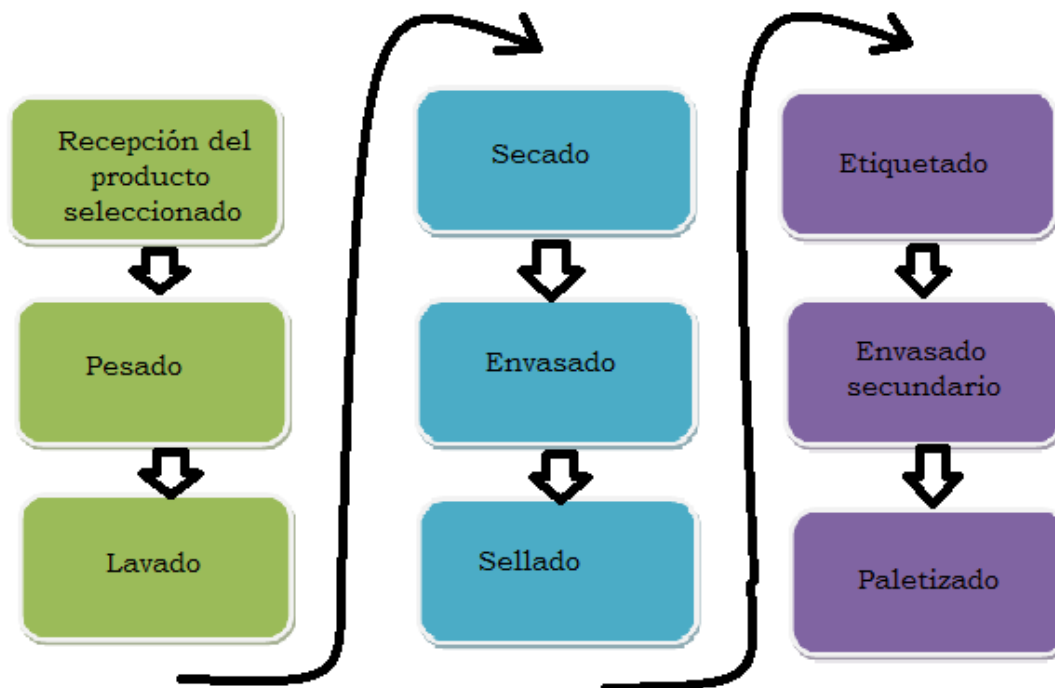 Recepción del
producto
seleccionado
Pesado
Lavado
Secado
Envasado
Sellado
Etiquetado
Envasado
secundario
Paletizado